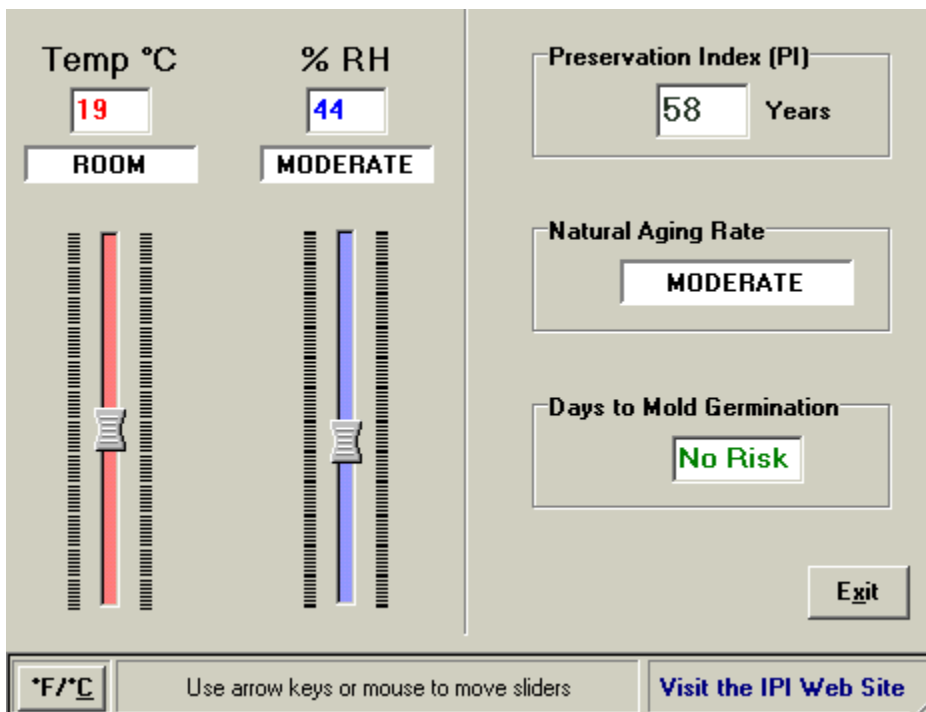 Temp °C
% RH
19
44
ROOM
MODERATE
Preservation Index (PI)
58 Years
Natural Aging Rate
MODERATE
Days to Mold Germination
No Risk
Exit
°F/°C
Use arrow keys or mouse to move sliders
Visit the IPI Web Site